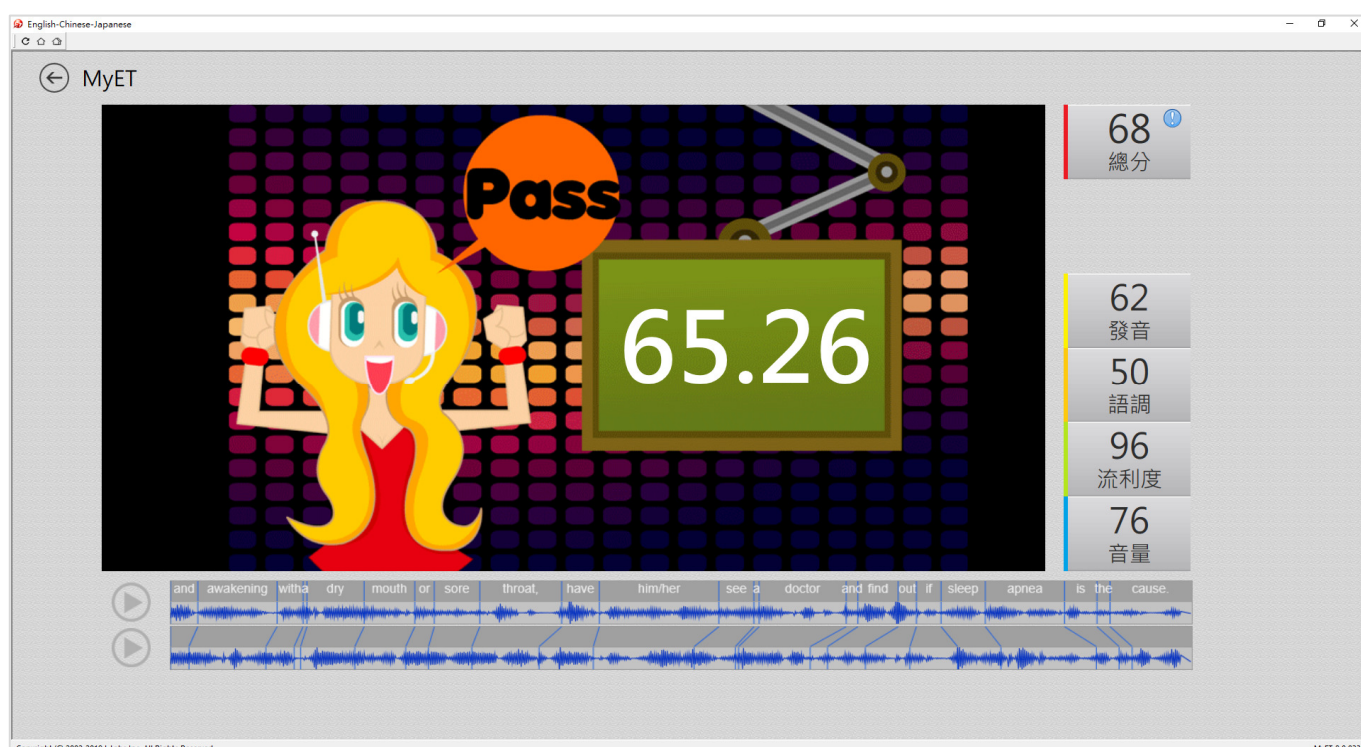 English-Chinese-Japanese
MyET
Pass
65.26
68
總分
62
發音
50
語調
96
流利度
76
音量
and awakening with a dry mouth or sore throat, have him/her see a doctor and find out if sleep apnea is the cause.